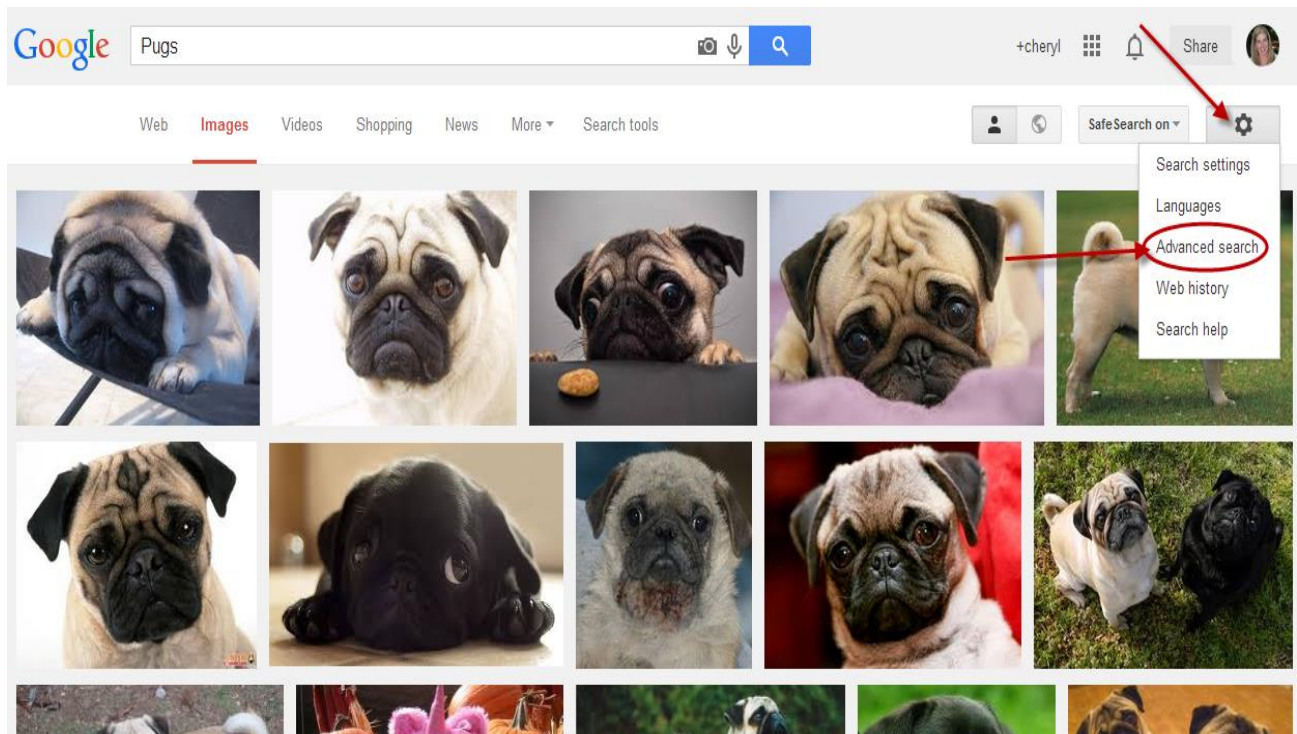 Google
Pugs
+cheryl
Share
Web Images Videos Shopping News More Search tools
SafeSearch on
Search settings
Languages
Advanced search
Web history
Search help